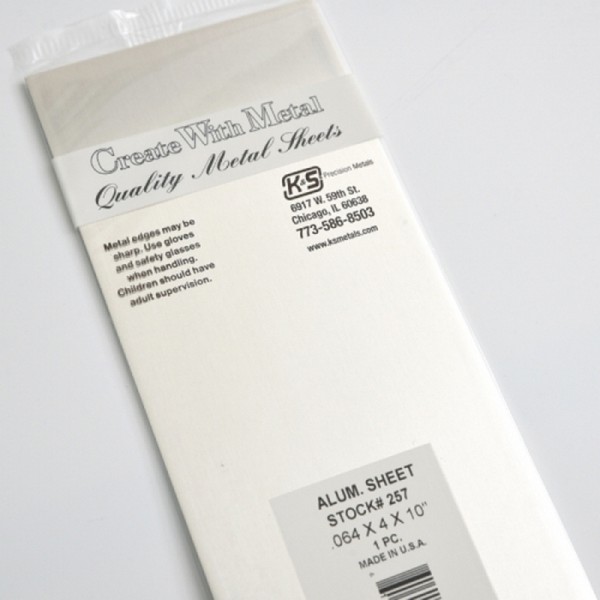 Create With Metal
Quality Metal Sheets
K&S Precision Metals
6917 W. 59th St.
Chicago, IL 60638
773-586-8503
www.ksmetals.com
Metal edges may be
sharp. Use gloves
and safety glasses
when handling.
Children should have
adult supervision.
ALUM. SHEET
STOCK# 257
.064 X 4 X 10"
1 PC.
MADE IN U.S.A.